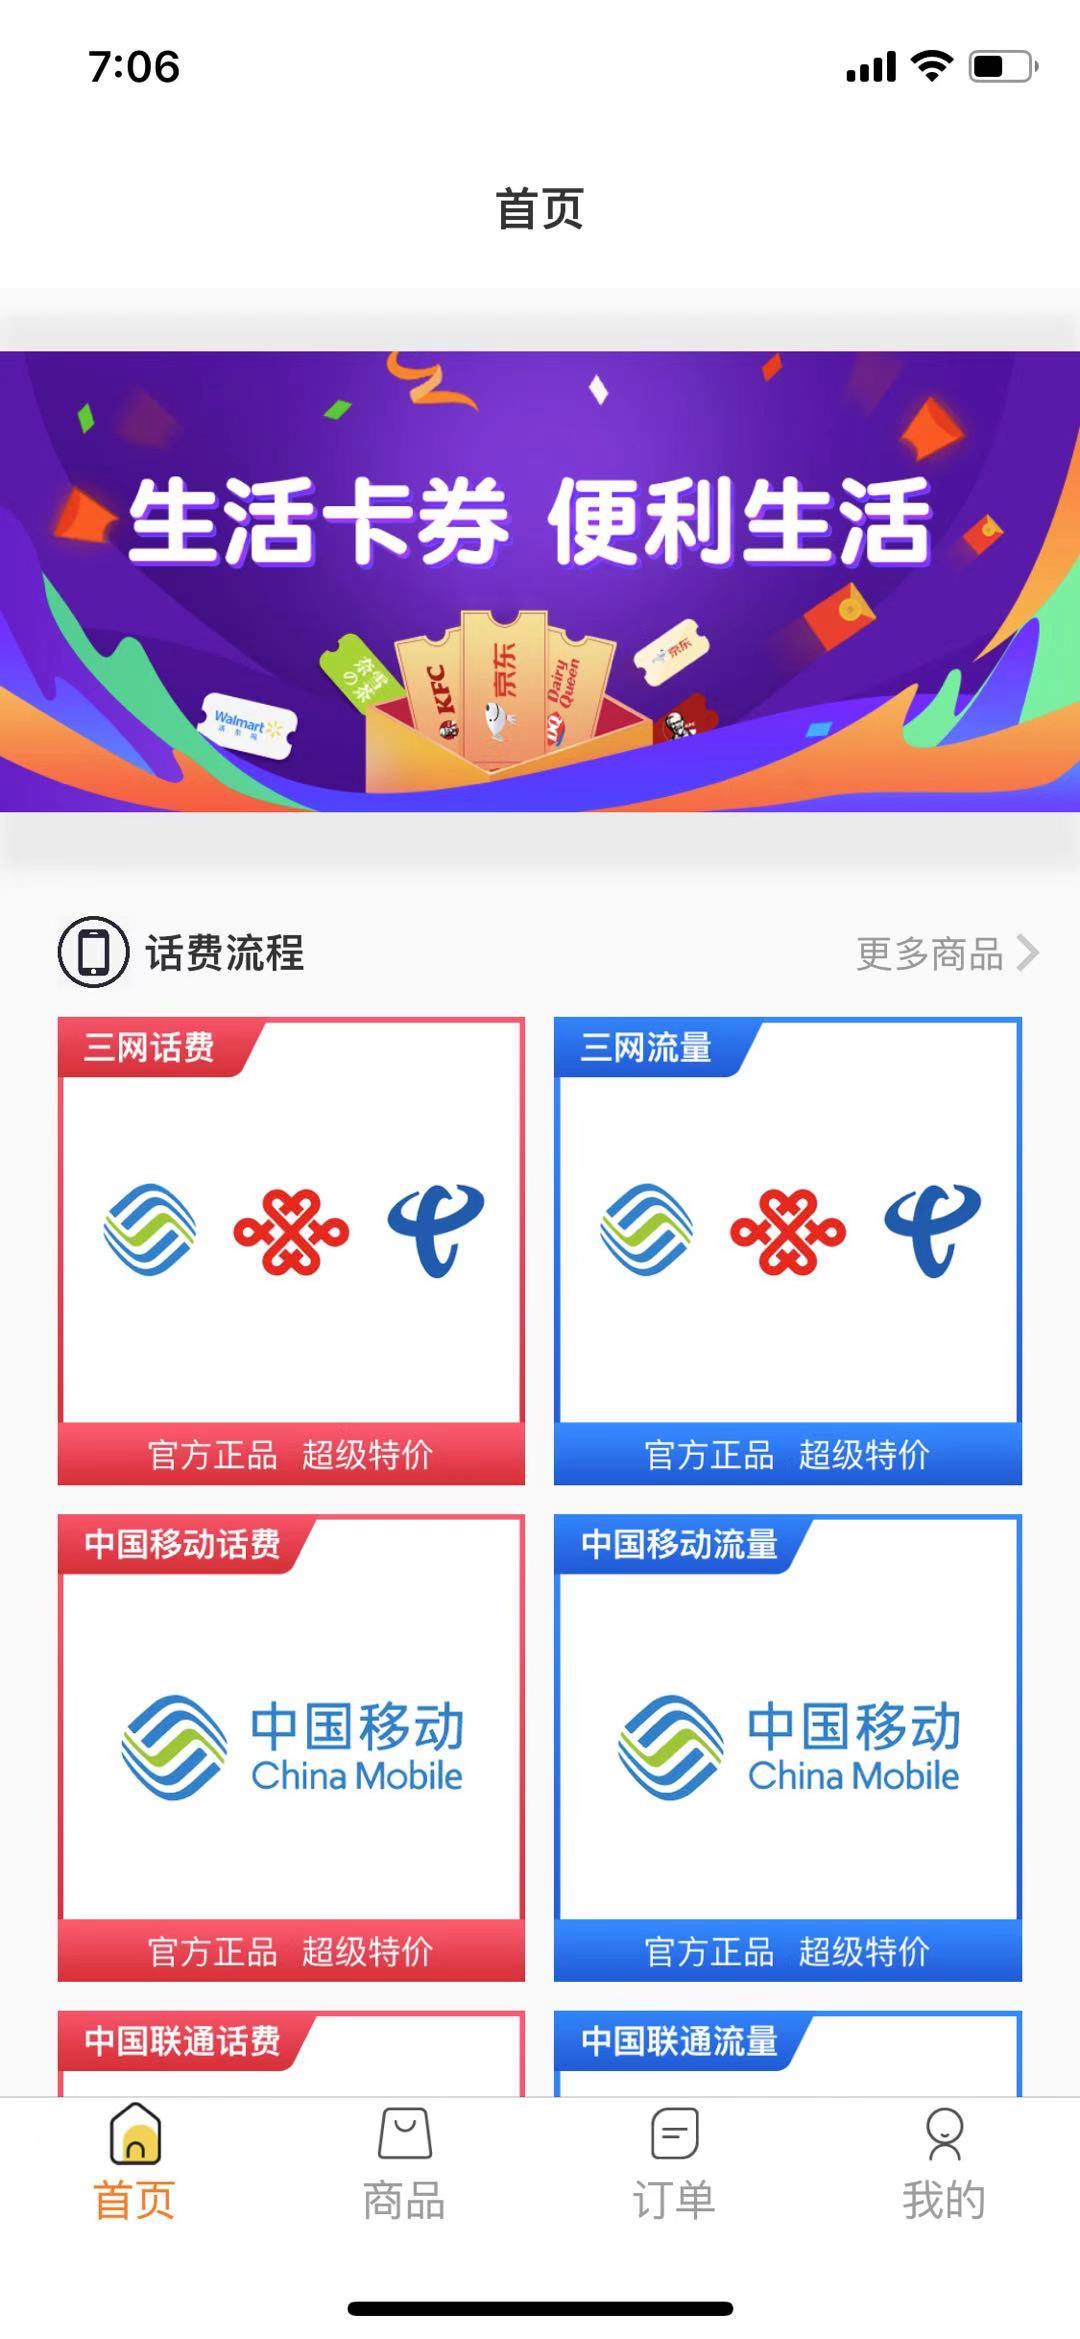 7:06
首页
生活卡券 便利生活
奈雪
の茶
KFC
京东
Dairy
Queen
DQ
京东
Walmart
沃尔玛
话费流程
更多商品
三网话费
三网流量
官方正品 超级特价
官方正品 超级特价
中国移动话费
中国移动流量
中国移动
China Mobile
中国移动
China Mobile
官方正品 超级特价
官方正品 超级特价
中国联通话费
中国联通流量
首页
商品
订单
我的